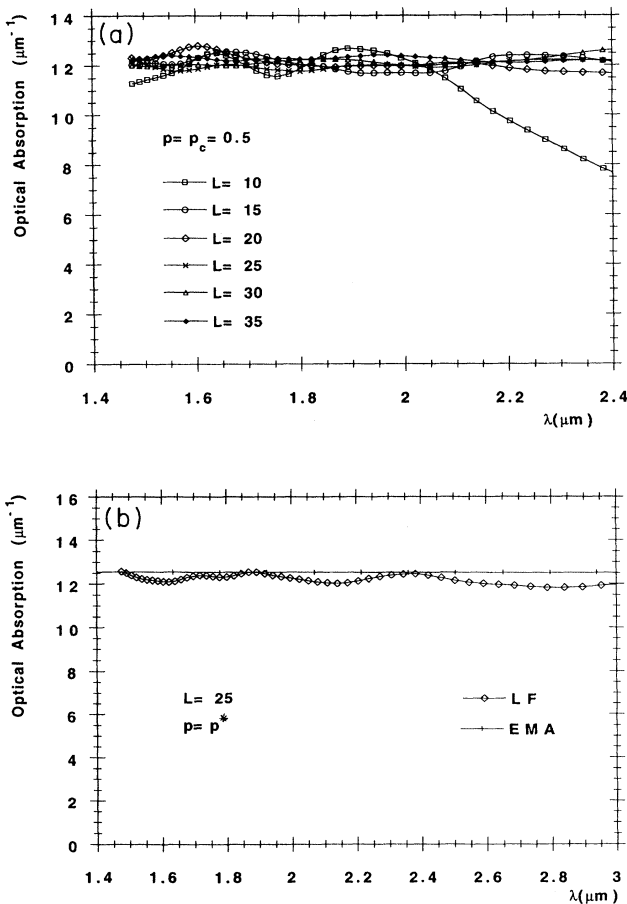 (a)
Optical Absorption (μm⁻¹)
14
12
10
8
6
4
2
0
p= p_c = 0.5
L= 10
L= 15
L= 20
L= 25
L= 30
L= 35
1.4 1.6 1.8 2 2.2 2.4
λ(μm)
(b)
Optical Absorption (μm⁻¹)
16
14
12
10
8
6
4
2
0
L= 25
p= p*
LF
EMA
1.4 1.6 1.8 2 2.2 2.4 2.6 2.8 3
λ(μm)